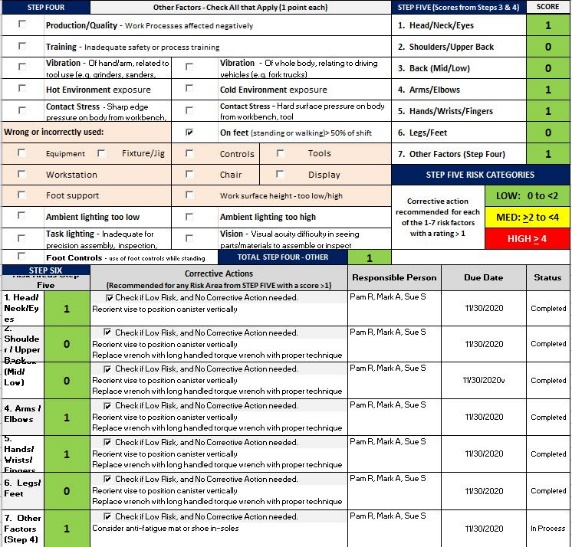 STEP FOUR Other Factors - Check All that Apply (1 point each) STEP FIVE (Scores from Steps 3 & 4) SCORE
Production/Quality - Work Processes affected negatively 1. Head/Neck/Eyes 1
Training - Inadequate safety or process training 2. Shoulders/Upper Back 0
Vibration - Of hand/arm, related to Vibration - Of whole body, relating to driving
tool use (e.g. grinders, sanders, vehicles (e.g. fork trucks) 3. Back (Mid/Low) 0
Hot Environment exposure Cold Environment exposure 4. Arms/Elbows 1
Contact Stress - Sharp edge Contact Stress - Hard surface pressure on body
pressure on body from workbench, from workbench, tool 5. Hands/Wrists/Fingers 1
Wrong or incorrectly used: On feet (standing or walking)> 50% of shift 6. Legs/Feet 0
Equipment Fixture/Jig Controls Tools 7. Other Factors (Step Four) 1
Workstation Chair Display STEP FIVE RISK CATEGORIES
Foot support Work surface height - too low/high
Corrective action
recommended for each
of the 1-7 risk factors
with a rating > 1
LOW: 0 to <2
MED: ≥2 to <4
HIGH ≥ 4
Ambient lighting too low Ambient lighting too high
Task lighting - Inadequate for Vision - Visual acuity difficulty in seeing
precision assembly, inspection, parts/materials to assemble or inspect
Foot Controls - use of foot controls while standing TOTAL STEP FOUR - OTHER 1
STEP SIX Corrective Actions Responsible Person Due Date Status
Risk Areas Step
Five (Recommended for any Risk Area from STEP FIVE with a score >1)
1. Head/
Neck/Ey
es
1
Check if Low Risk, and No Corrective Action needed.
Reorient vise to position canister vertically
Pam R, Mark A, Sue S
11/30/2020
Completed
2.
Shoulde
r / Upper
Back
0
Check if Low Risk, and No Corrective Action needed.
Reorient vise to position canister vertically
Replace wrench with long handled torque wrench with proper technique
Pam R, Mark A, Sue S
11/30/2020
Completed
(Mid/
Low)
0
Check if Low Risk, and No Corrective Action needed.
Reorient vise to position canister vertically
Replace wrench with long handled torque wrench with proper technique
Pam R, Mark A, Sue S
11/30/2020v
Completed
4. Arms /
Elbows
1
Check if Low Risk, and No Corrective Action needed.
Reorient vise to position canister vertically
Replace wrench with long handled torque wrench with proper technique
Pam R, Mark A, Sue S
11/30/2020
Completed
5.
Hands/
Wrists/
Fingers
1
Check if Low Risk, and No Corrective Action needed.
Reorient vise to position canister vertically
Replace wrench with long handled torque wrench with proper technique
Pam R, Mark A, Sue S
11/30/2020
Completed
6. Legs/
Feet
0
Check if Low Risk, and No Corrective Action needed.
Reorient vise to position canister vertically
Replace wrench with long handled torque wrench with proper technique
Pam R, Mark A, Sue S
11/30/2020
Completed
7. Other
Factors
(Step 4)
1
Check if Low Risk, and No Corrective Action needed.
Consider anti-fatigue mat or shoe in-soles
Pam R, Mark A, Sue S
11/30/2020
In Process